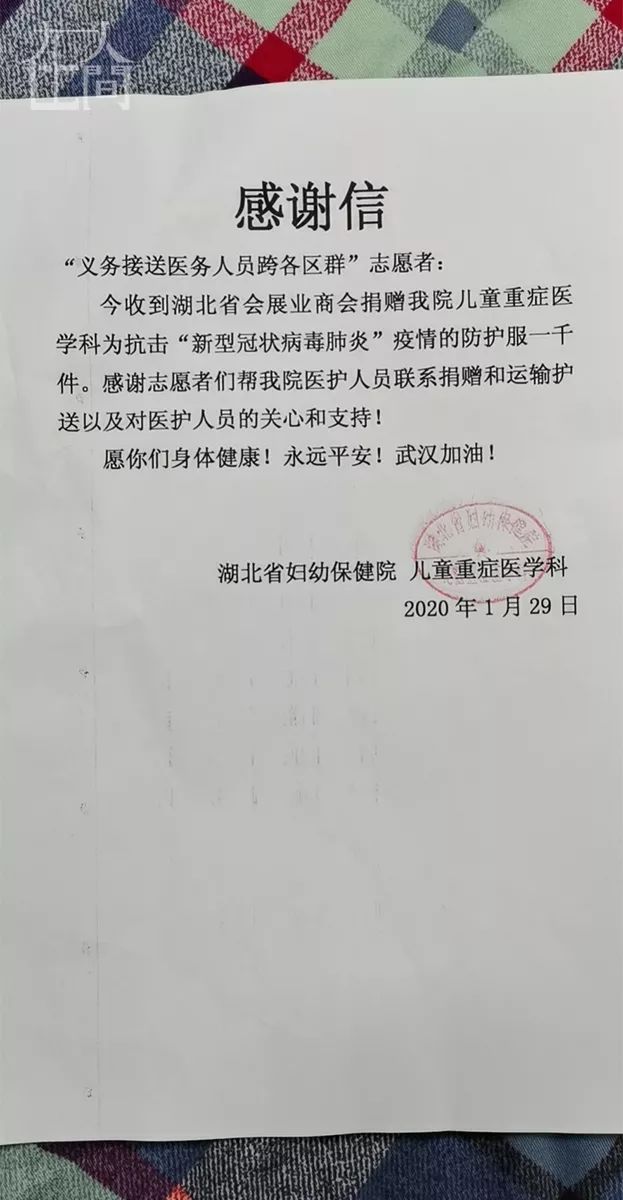 人间
感谢信
“义务接送医务人员跨各区群”志愿者：
今收到湖北省会展业商会捐赠我院儿童重症医
学科为抗击“新型冠状病毒肺炎”疫情的防护服一千
件。感谢志愿者们帮我院医护人员联系捐赠和运输护
送以及对医护人员的关心和支持！
愿你们身体健康！永远平安！武汉加油！
湖北省妇幼保健院
湖北省妇幼保健院 儿童重症医学科
2020年1月29日